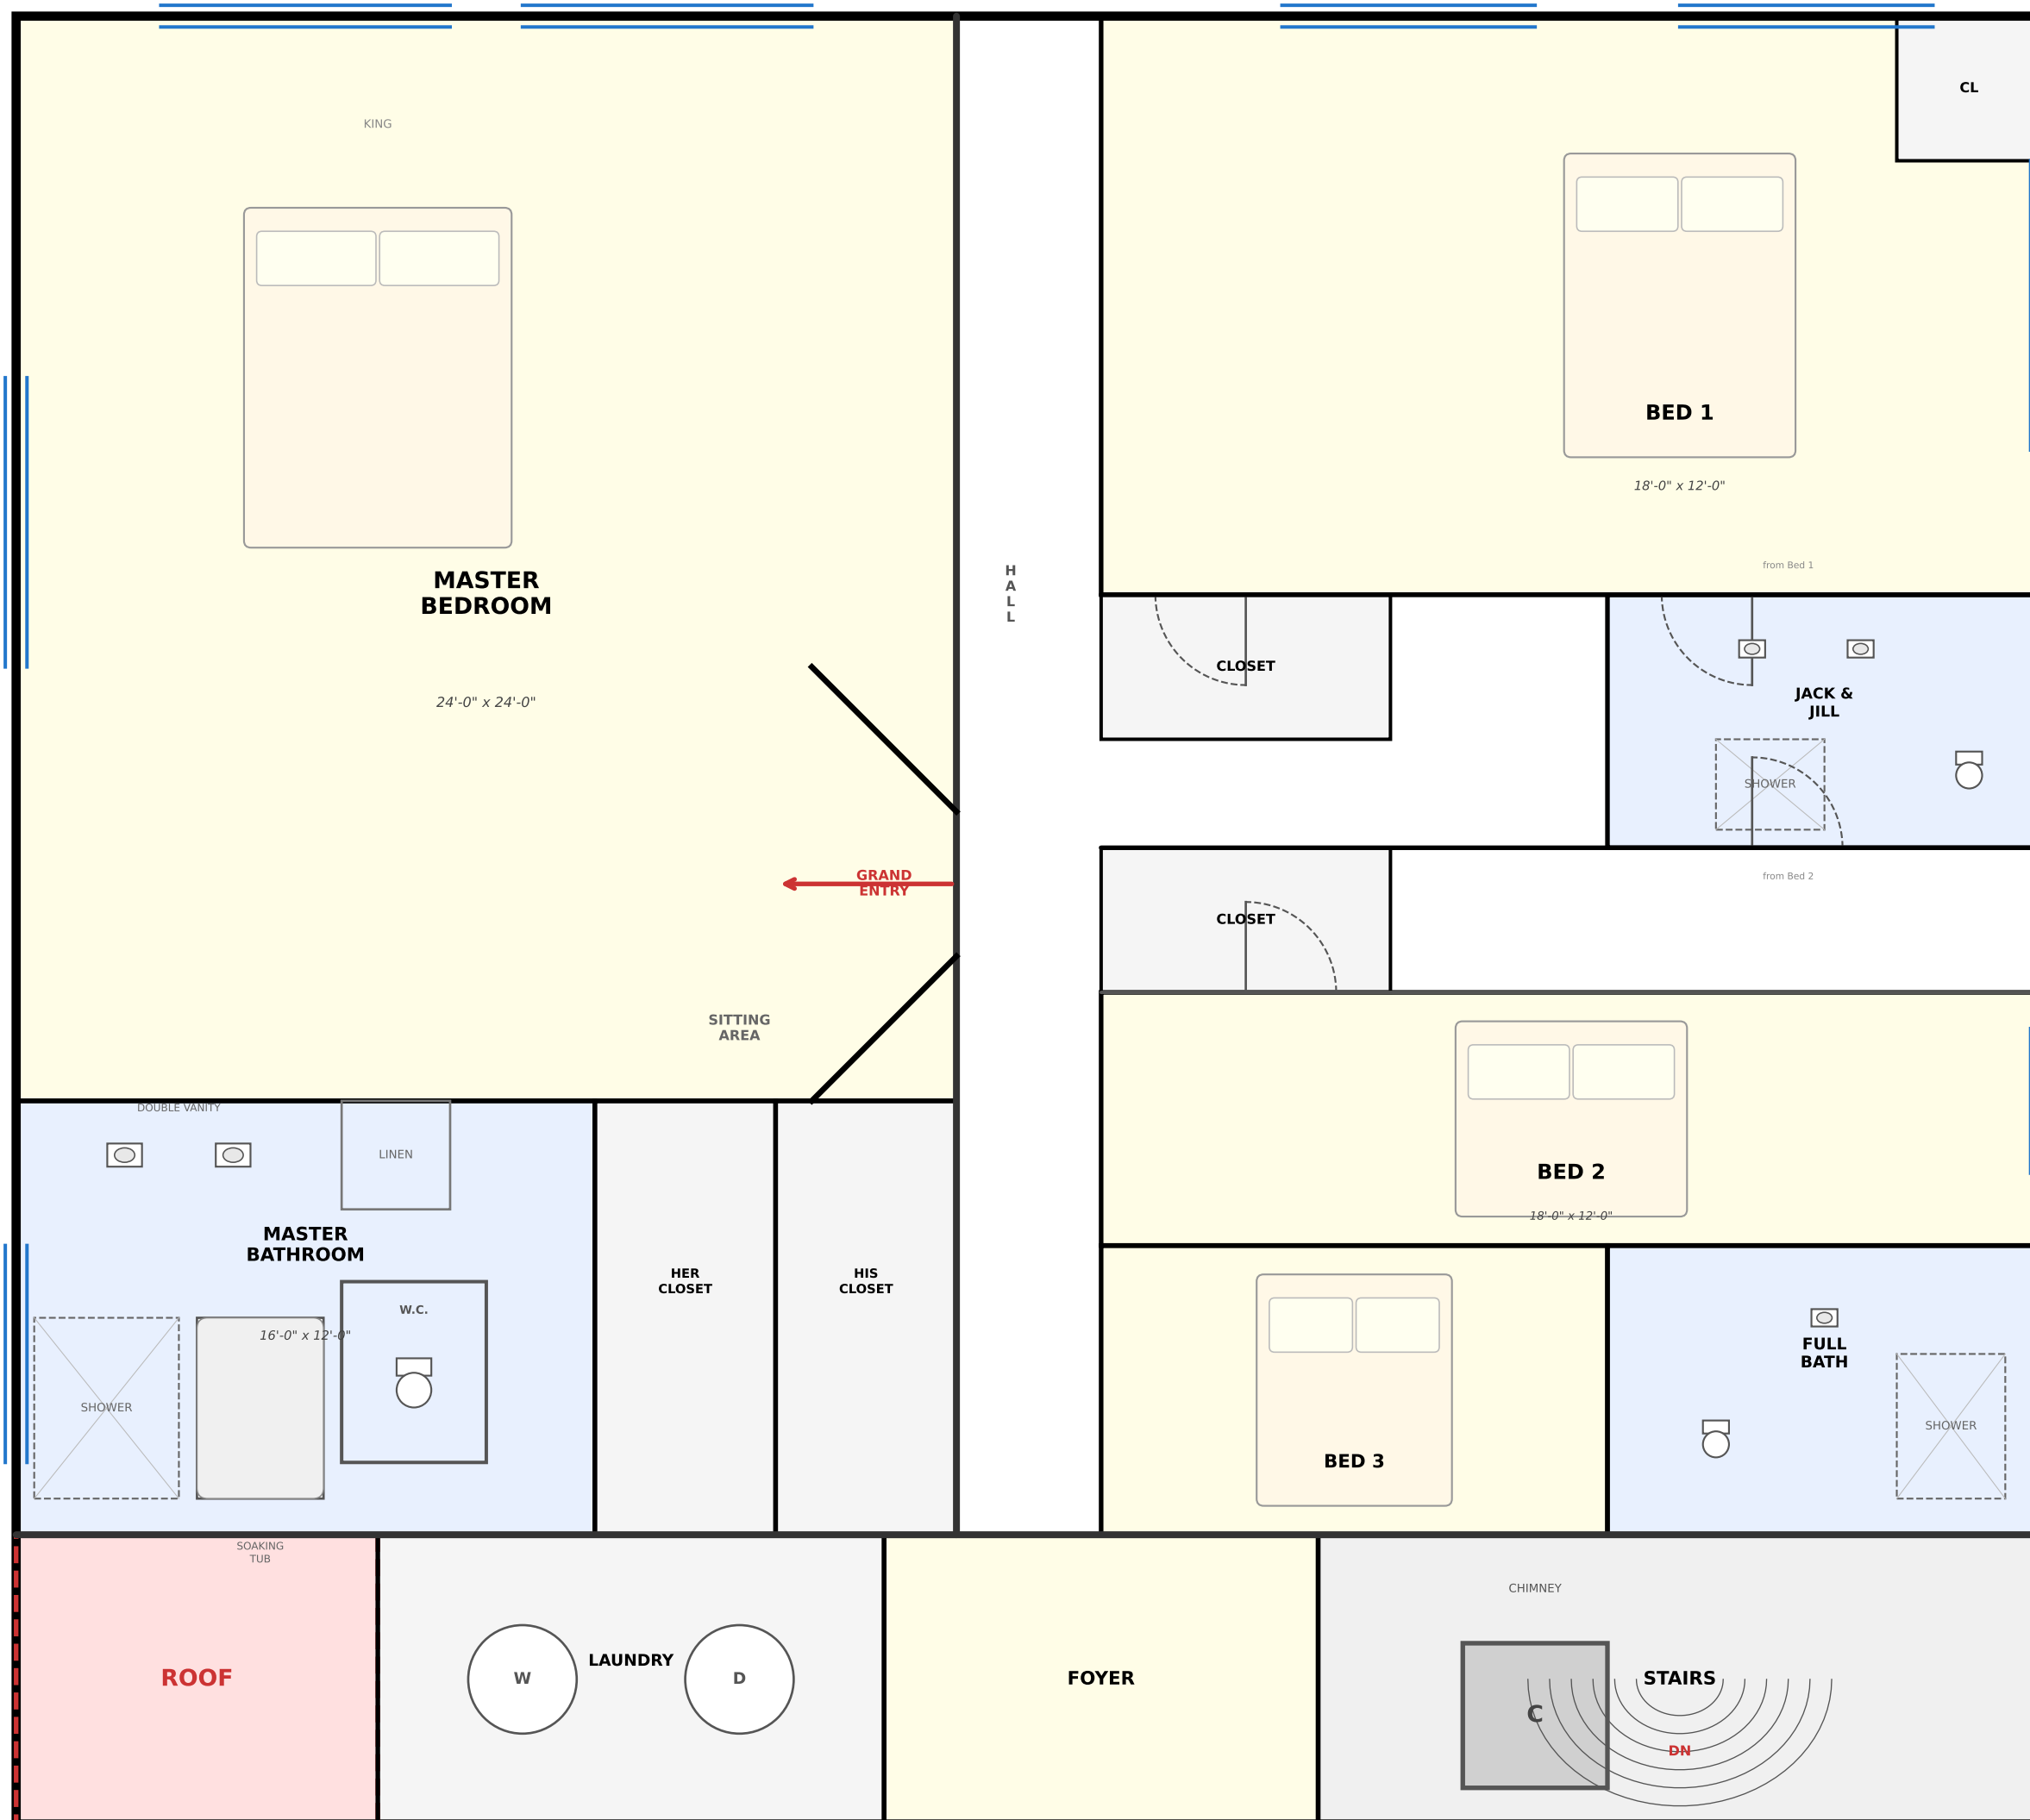 KING
MASTER
BEDROOM
24'-0" x 24'-0"
GRAND
ENTRY
SITTING
AREA
H
A
L
L
CL
BED 1
18'-0" x 12'-0"
from Bed 1
CLOSET
JACK &
JILL
SHOWER
from Bed 2
CLOSET
BED 2
18'-0" x 12'-0"
DOUBLE VANITY
LINEN
MASTER
BATHROOM
16'-0" x 12'-0"
W.C.
SHOWER
HER
CLOSET
HIS
CLOSET
BED 3
FULL
BATH
SHOWER
SOAKING
TUB
ROOF
W
LAUNDRY
D
FOYER
CHIMNEY
C
STAIRS
DN